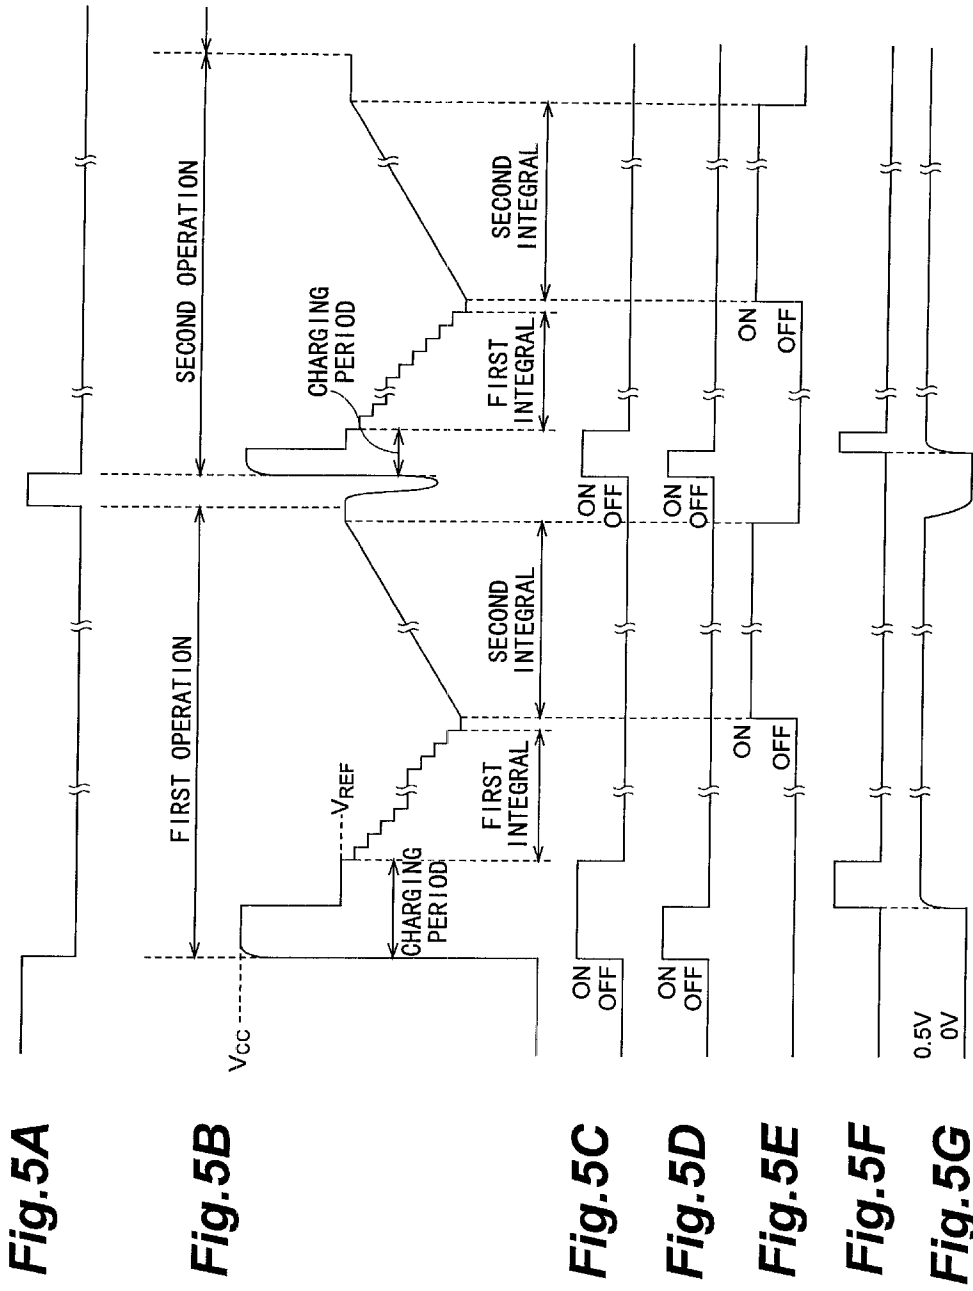 Fig.5A
Fig.5B
FIRST OPERATION
SECOND OPERATION
VCC
VREF
CHARGING
PERIOD
CHARGING
PERIOD
FIRST
INTEGRAL
SECOND
INTEGRAL
FIRST
INTEGRAL
SECOND
INTEGRAL
Fig.5C
ON
OFF
ON
OFF
Fig.5D
ON
OFF
ON
OFF
Fig.5E
ON
OFF
ON
OFF
Fig.5F
Fig.5G
0.5V
0V